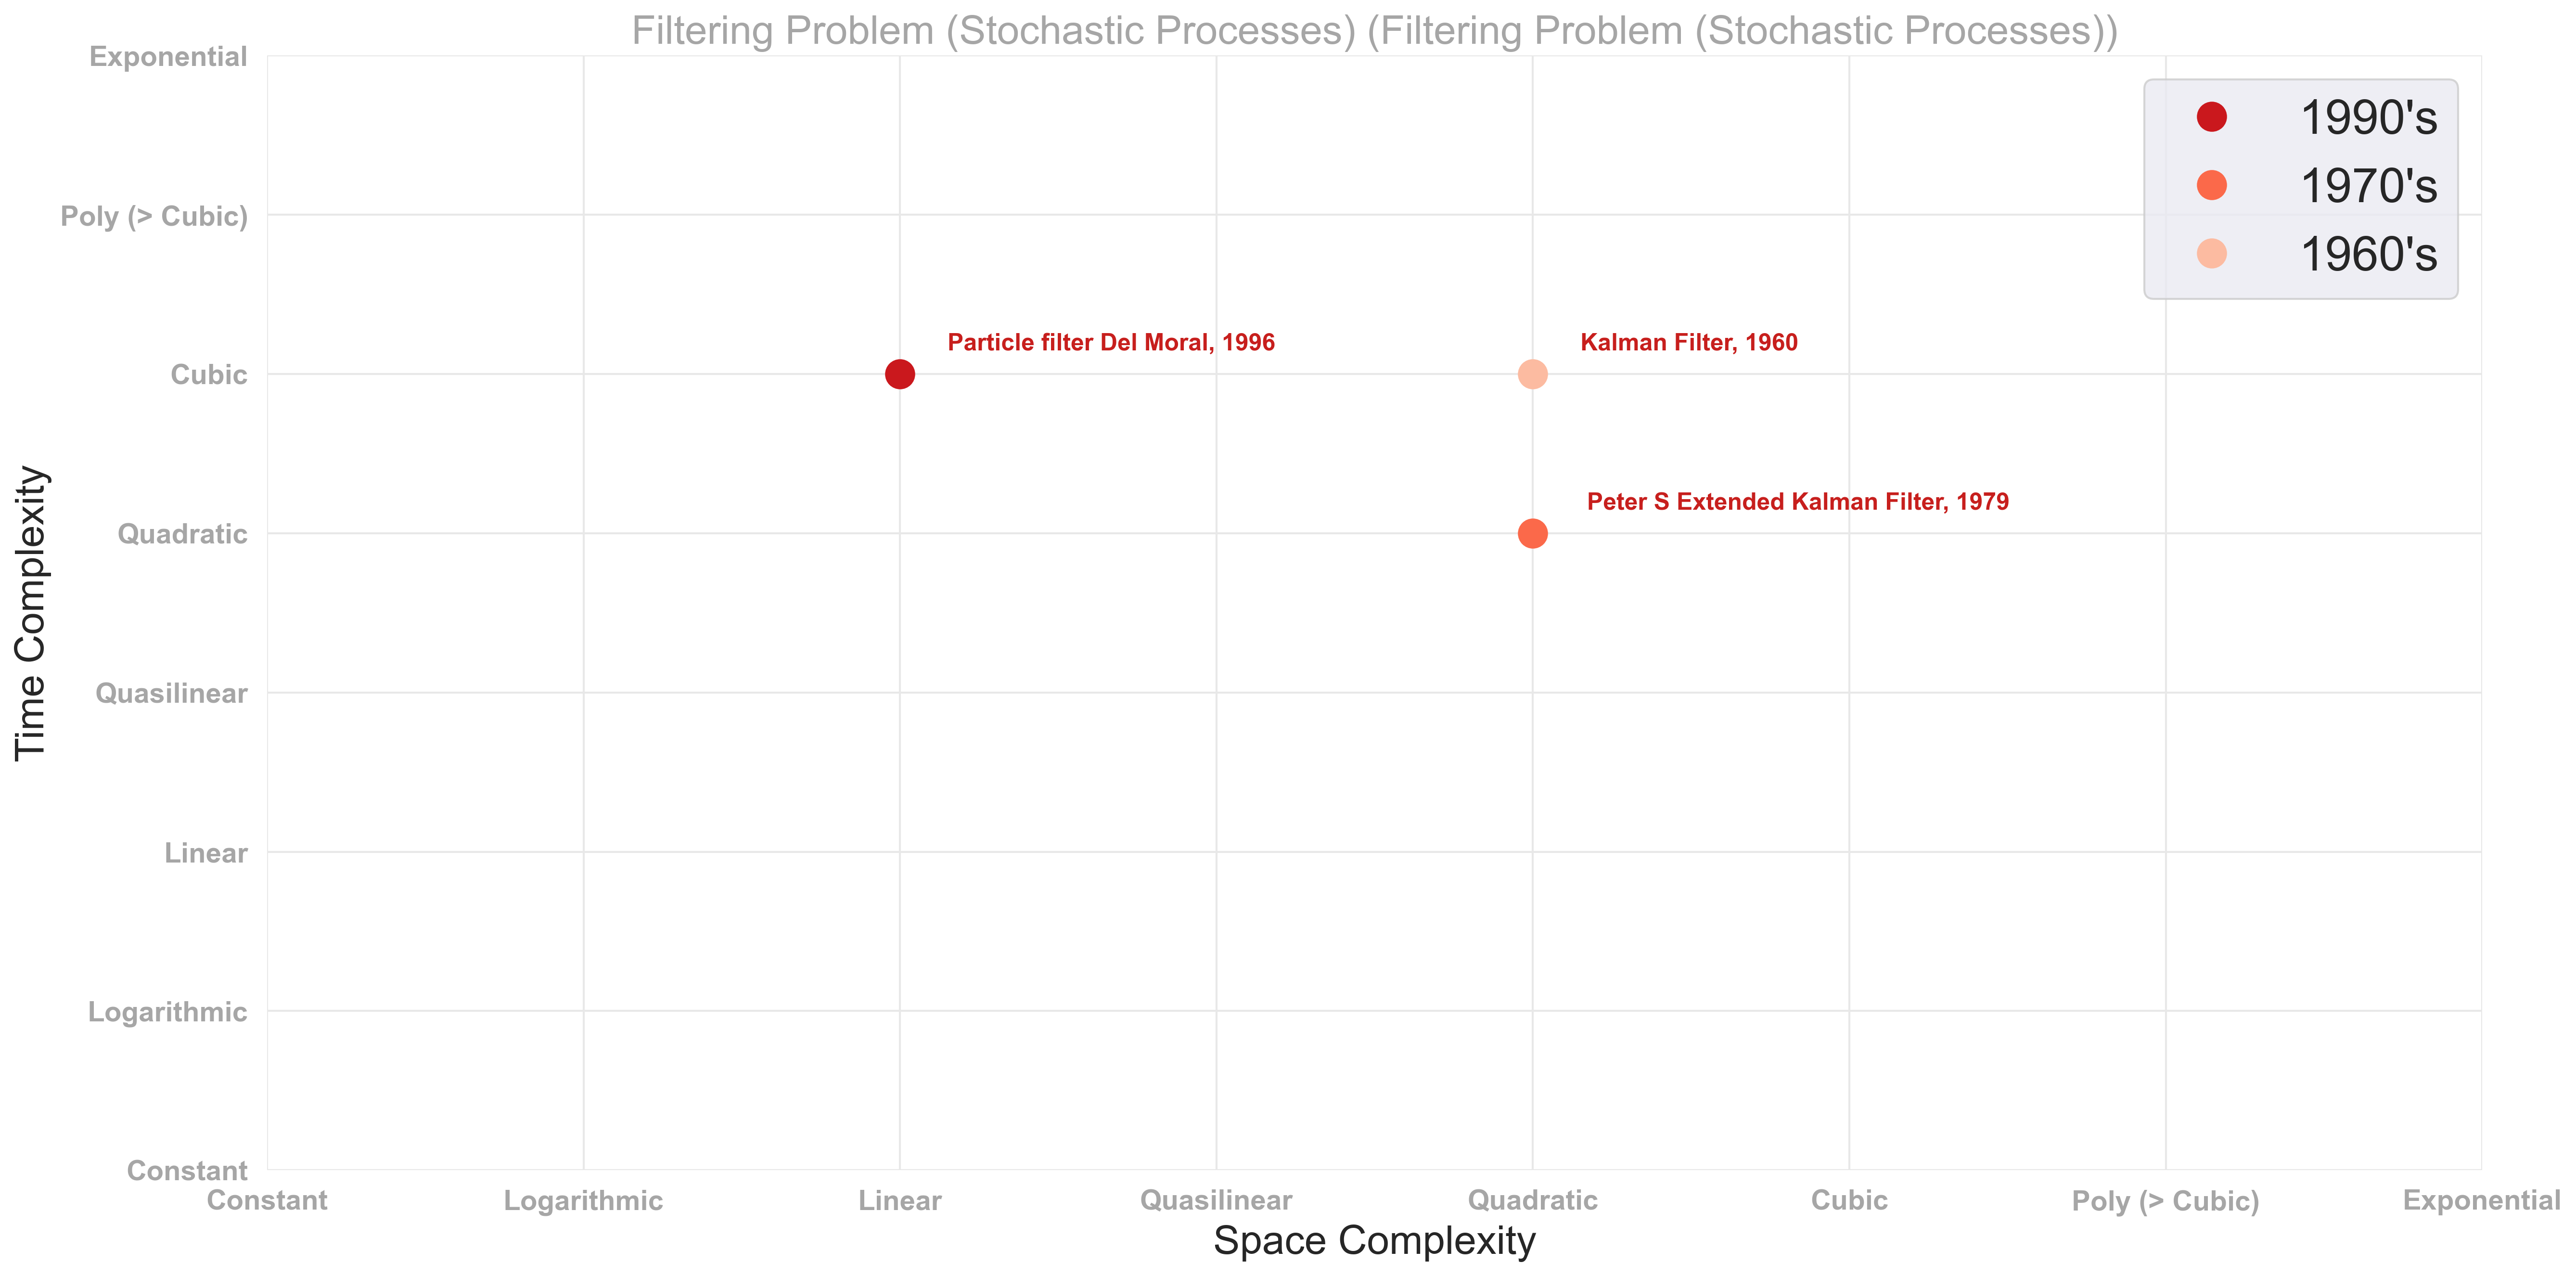 Filtering Problem (Stochastic Processes) (Filtering Problem (Stochastic Processes))
Exponential
Poly (> Cubic)
Cubic
Quadratic
Quasilinear
Linear
Logarithmic
Constant
Time Complexity
1990's
1970's
1960's
Particle filter Del Moral, 1996
Kalman Filter, 1960
Peter S Extended Kalman Filter, 1979
Constant
Logarithmic
Linear
Quasilinear
Quadratic
Cubic
Poly (> Cubic)
Exponential
Space Complexity